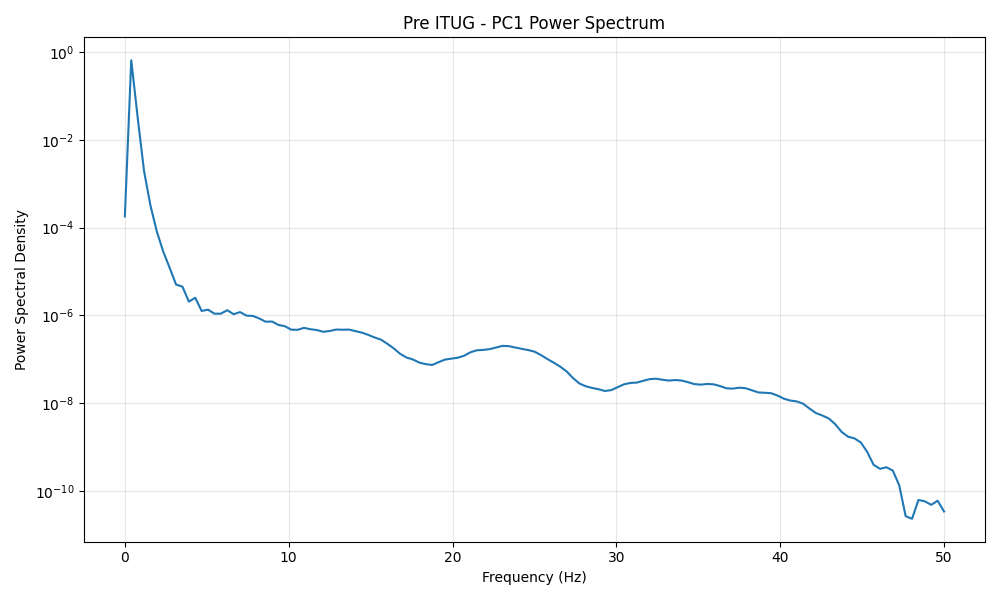 Pre ITUG - PC1 Power Spectrum
Power Spectral Density
10⁰
10⁻²
10⁻⁴
10⁻⁶
10⁻⁸
10⁻¹⁰
0 10 20 30 40 50
Frequency (Hz)